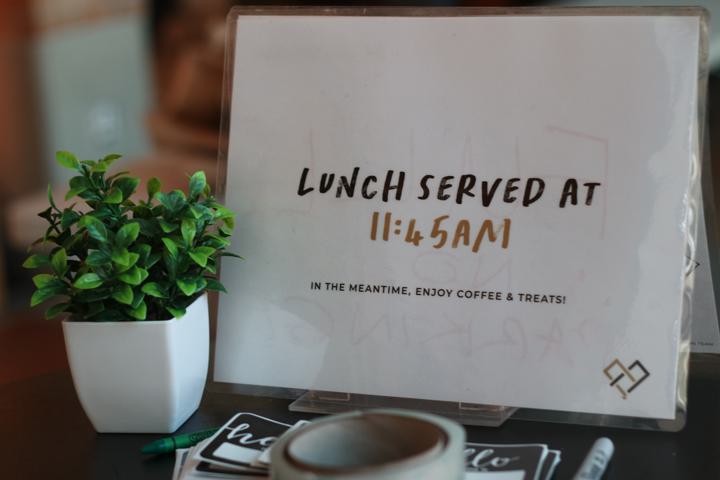 LUNCH SERVED AT
11:45AM
IN THE MEANTIME, ENJOY COFFEE & TREATS!